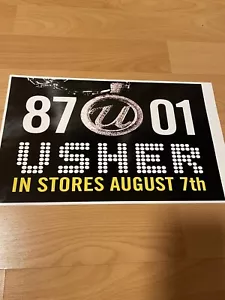 87 U 01
USHER
IN STORES AUGUST 7th